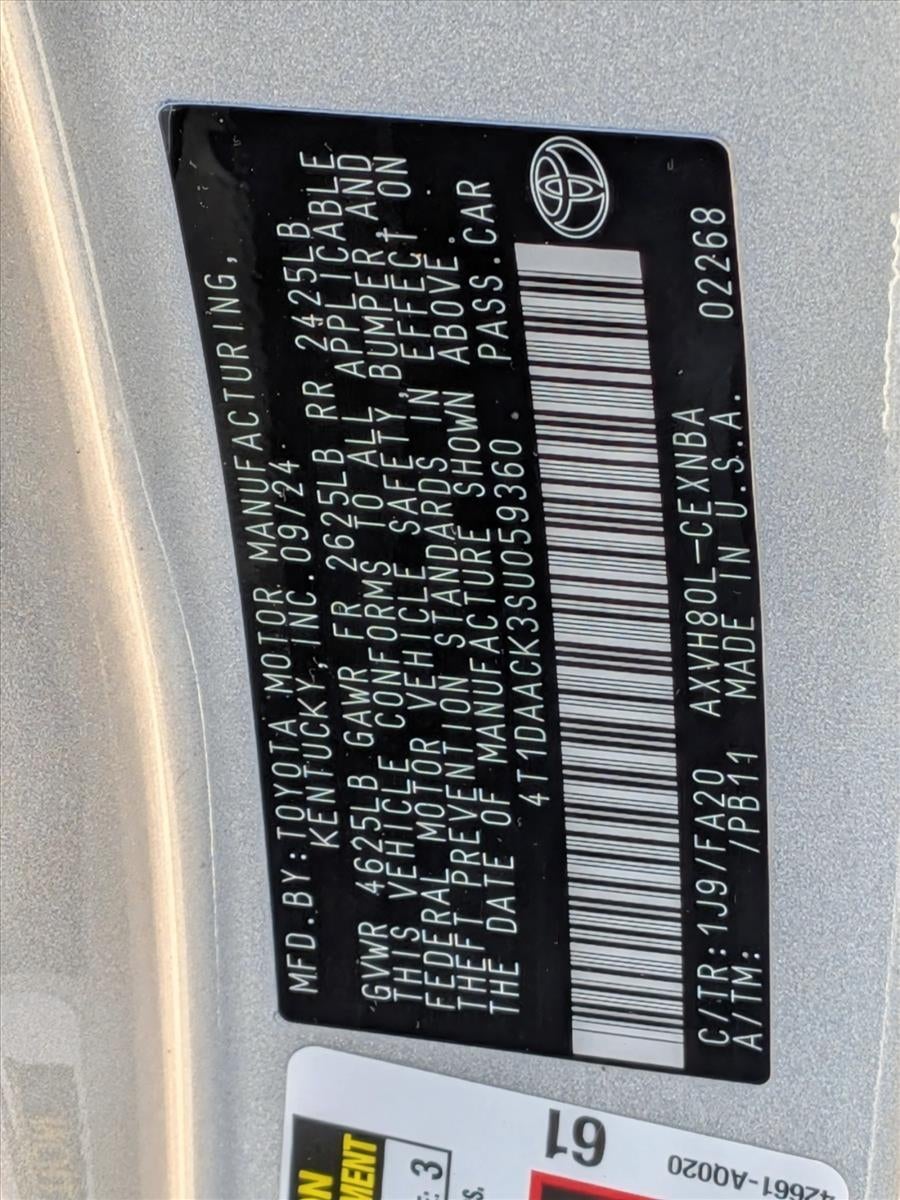 MFD.BY:TOYOTA MOTOR MANUFACTURING,
KENTUCKY, INC. 09/24
GVWR 4625LB GAWR FR 2625LB RR 2425LB
THIS VEHICLE CONFORMS TO ALL APPLICABLE
FEDERAL MOTOR VEHICLE SAFETY, BUMPER, AND
THEFT PREVENTION STANDARDS IN EFFECT ON
THE DATE OF MANUFACTURE SHOWN ABOVE.
4T1DAACK3SU059360 PASS.CAR
C/TR:1J9/FA20 AXVH80L-CEXNBA 02268
A/TM: /PB11 MADE IN U.S.A.
61
42661-AQ020
3